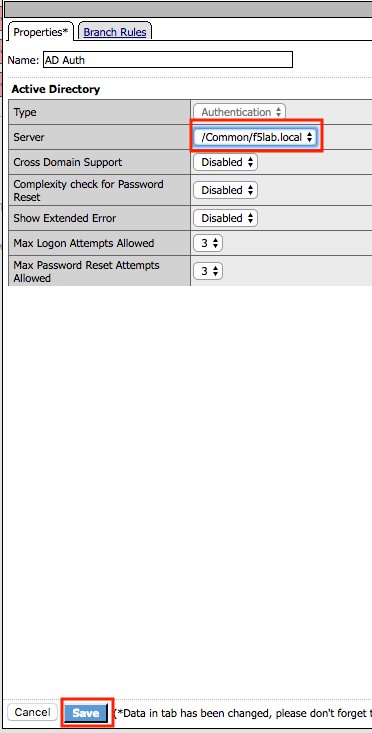 Properties* Branch Rules
Name: AD Auth
Active Directory
Type Authentication
Server /Common/f5lab.local
Cross Domain Support Disabled
Complexity check for Password
Reset Disabled
Show Extended Error Disabled
Max Logon Attempts Allowed 3
Max Password Reset Attempts
Allowed 3
Cancel Save (*Data in tab has been changed, please don't forget t